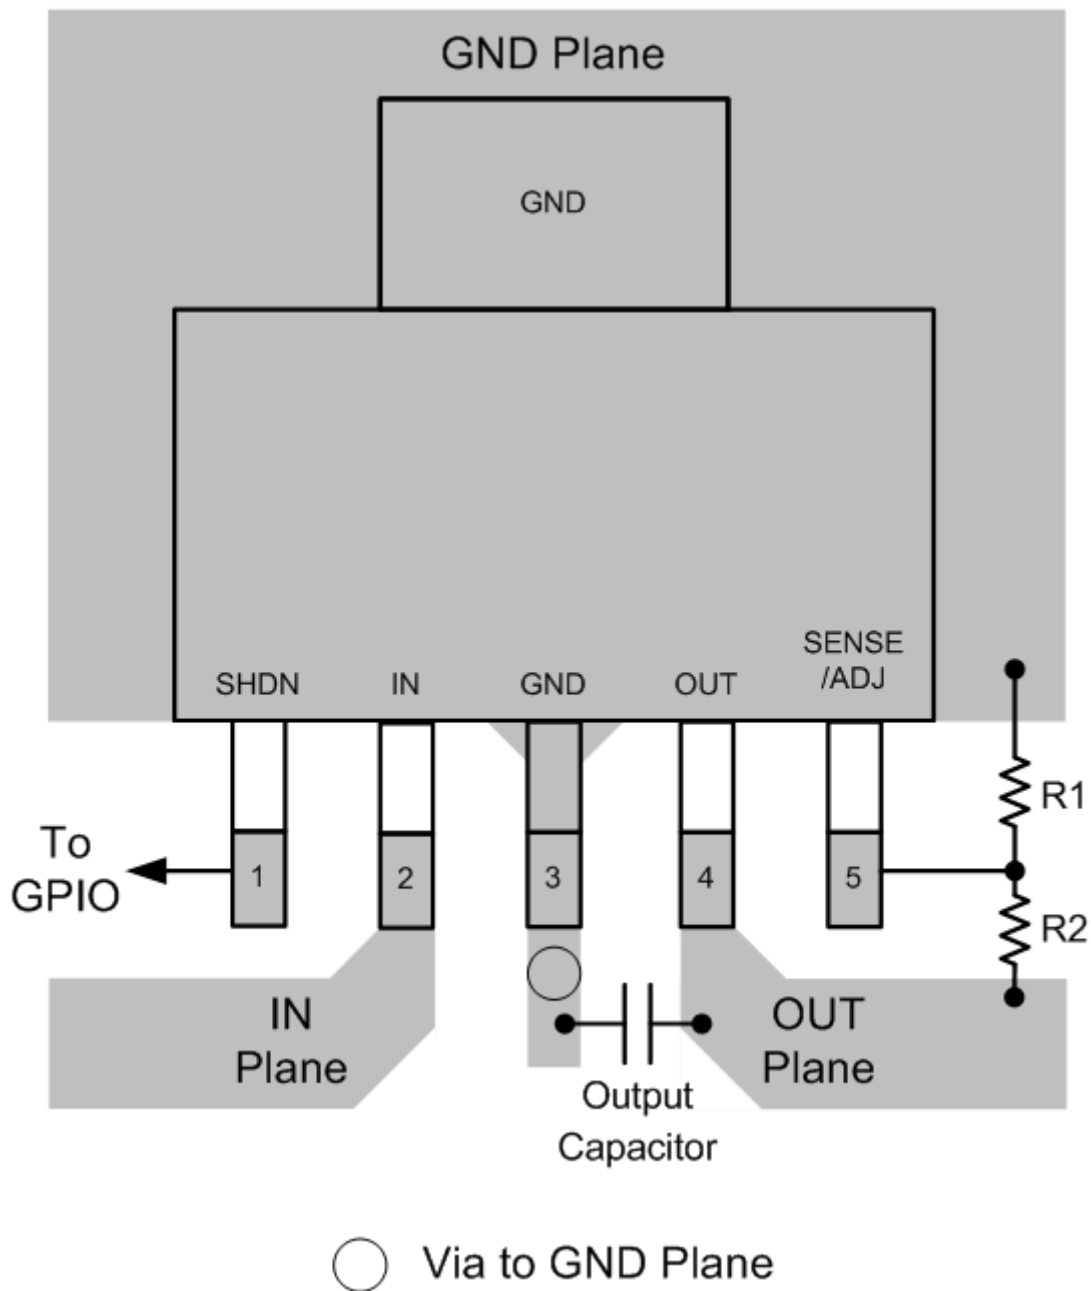 GND Plane
GND
SENSE
/ADJ
SHDN
IN
GND
OUT
R1
To
GPIO
1
2
3
4
5
R2
IN
Plane
OUT
Plane
Output
Capacitor
Via to GND Plane